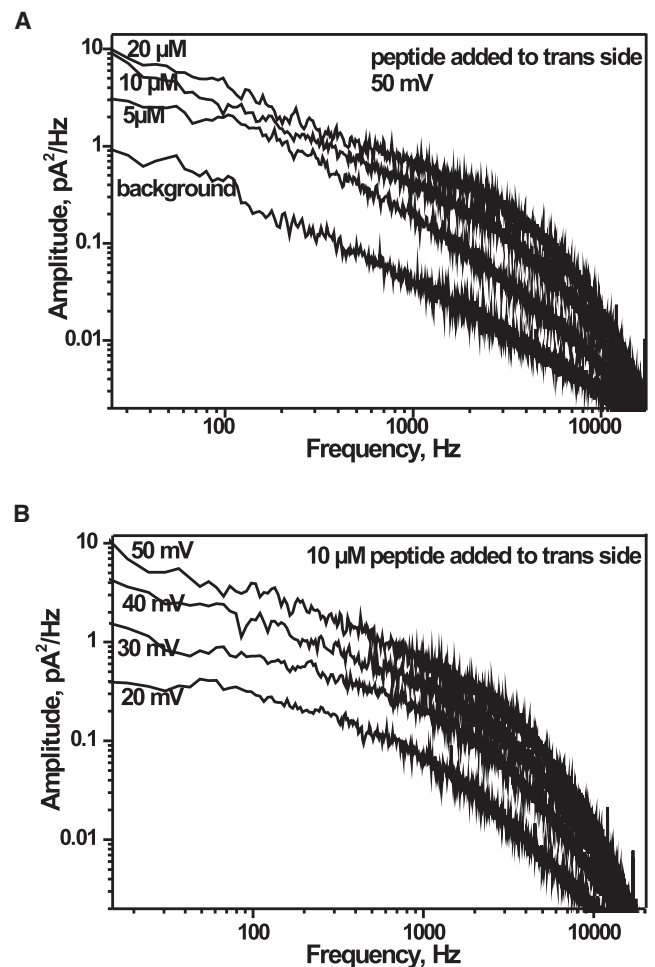 A
10
20 µM
peptide added to trans side
50 mV
10 µM
5µM
1
background
0.1
0.01
Amplitude, pA²/Hz
100
1000
10000
Frequency, Hz
B
10
50 mV
10 µM peptide added to trans side
40 mV
1
30 mV
20 mV
0.1
0.01
Amplitude, pA²/Hz
100
1000
10000
Frequency, Hz